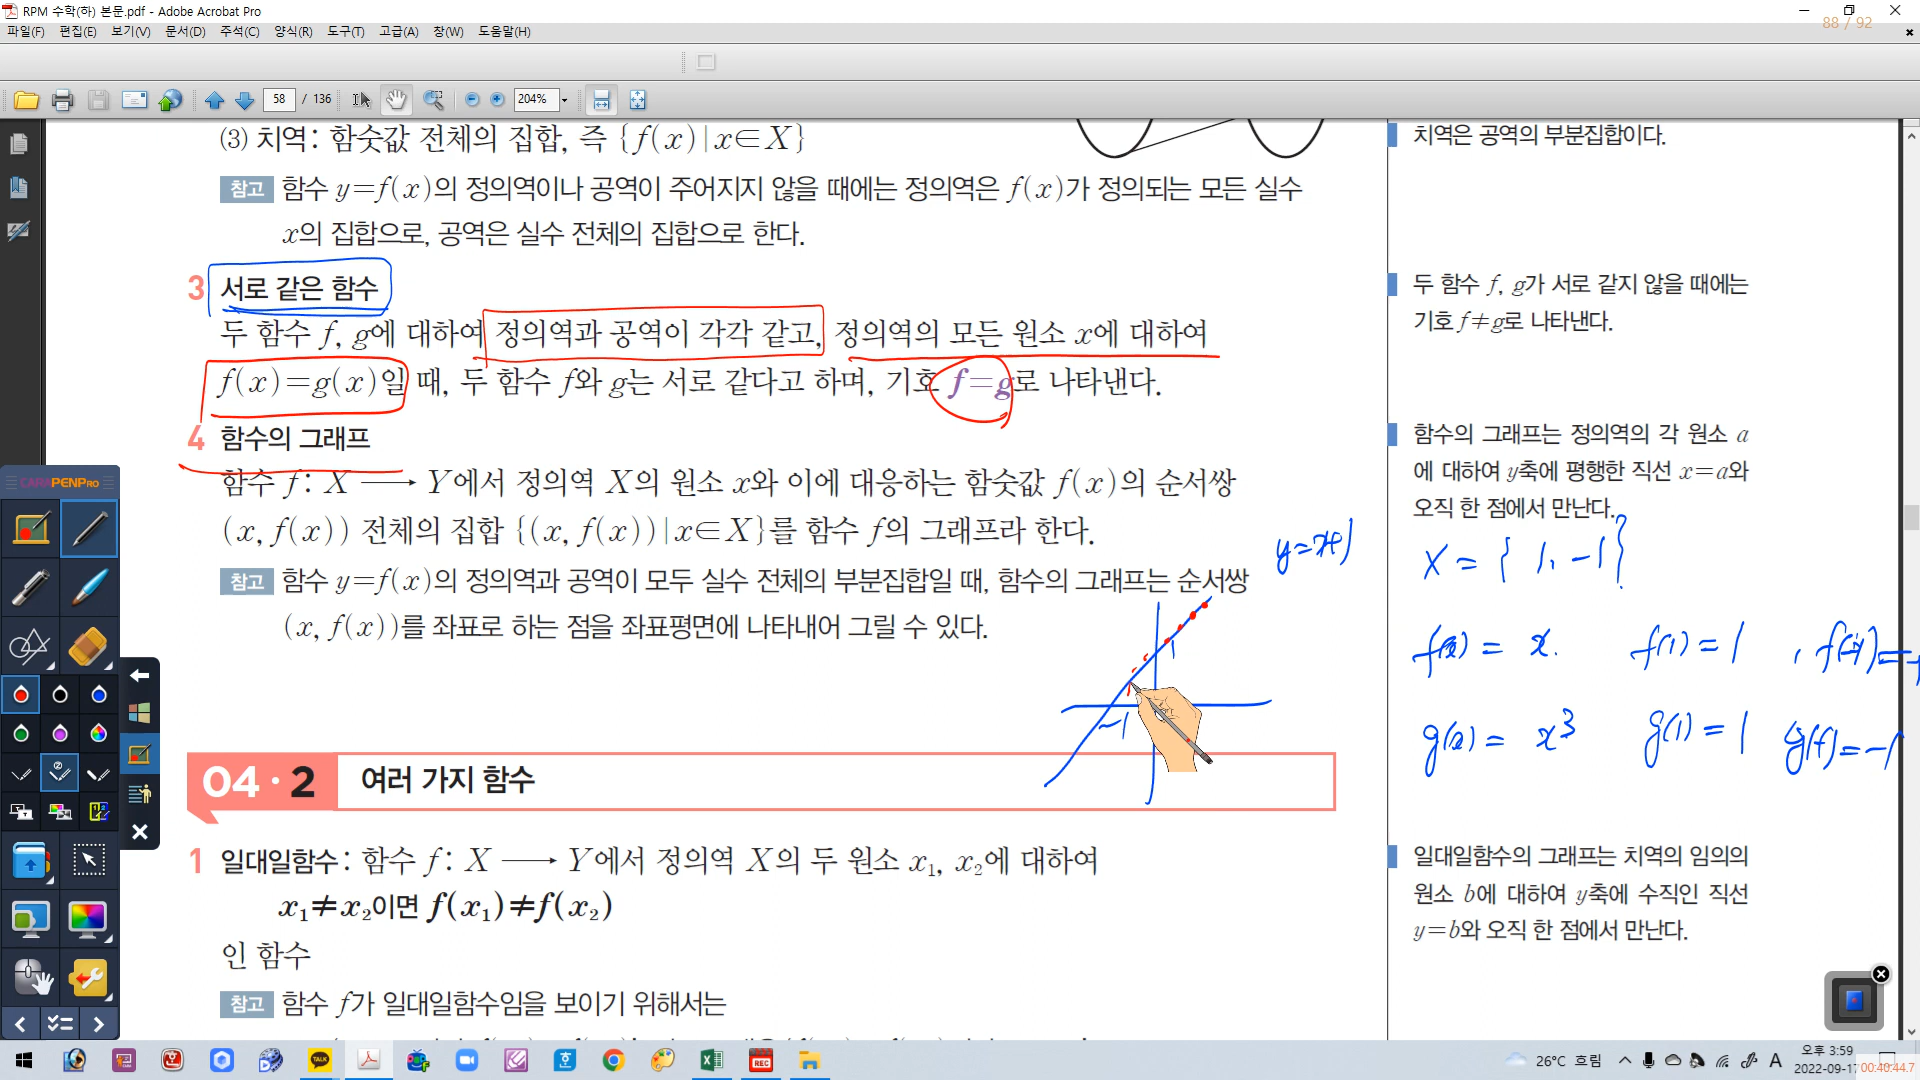 RPM 수학(하) 본문.pdf - Adobe Acrobat Pro
88 / 92
파일(F) 편집(E) 보기(V) 문서(D) 주석(C) 양식(R) 도구(T) 고급(A) 창(W) 도움말(H)
58 / 136 204%
(3) 치역: 함숫값 전체의 집합, 즉 {f(x)|x∈X}
참고 함수 y=f(x)의 정의역이나 공역이 주어지지 않을 때에는 정의역은 f(x)가 정의되는 모든 실수
x의 집합으로, 공역은 실수 전체의 집합으로 한다.
3 서로 같은 함수
두 함수 f, g에 대하여 정의역과 공역이 각각 같고, 정의역의 모든 원소 x에 대하여
f(x)=g(x)일 때, 두 함수 f와 g는 서로 같다고 하며, 기호 f=g로 나타낸다.
4 함수의 그래프
함수 f: X ⟶ Y에서 정의역 X의 원소 x와 이에 대응하는 함숫값 f(x)의 순서쌍
(x, f(x)) 전체의 집합 {(x, f(x))|x∈X}를 함수 f의 그래프라 한다.
참고 함수 y=f(x)의 정의역과 공역이 모두 실수 전체의 부분집합일 때, 함수의 그래프는 순서쌍
(x, f(x))를 좌표로 하는 점을 좌표평면에 나타내어 그릴 수 있다.
y=x+1
1
-1
04·2 여러 가지 함수
1 일대일함수: 함수 f: X ⟶ Y에서 정의역 X의 두 원소 x₁, x₂에 대하여
x₁≠x₂이면 f(x₁)≠f(x₂)
인 함수
참고 함수 f가 일대일함수임을 보이기 위해서는
치역은 공역의 부분집합이다.
두 함수 f, g가 서로 같지 않을 때에는
기호 f≠g로 나타낸다.
함수의 그래프는 정의역의 각 원소 a
에 대하여 y축에 평행한 직선 x=a와
오직 한 점에서 만난다.
X = { 1, -1 }
f(x) = x. f(1) = 1 , f(-1)=-1
g(x) = x³ g(1) = 1 g(-1)=-1
일대일함수의 그래프는 치역의 임의의
원소 b에 대하여 y축에 수직인 직선
y=b와 오직 한 점에서 만난다.
CARAPENPRO
TALK
REC
26°C 흐림
A
오후 3:59
2022-09-17
00:40:44.7